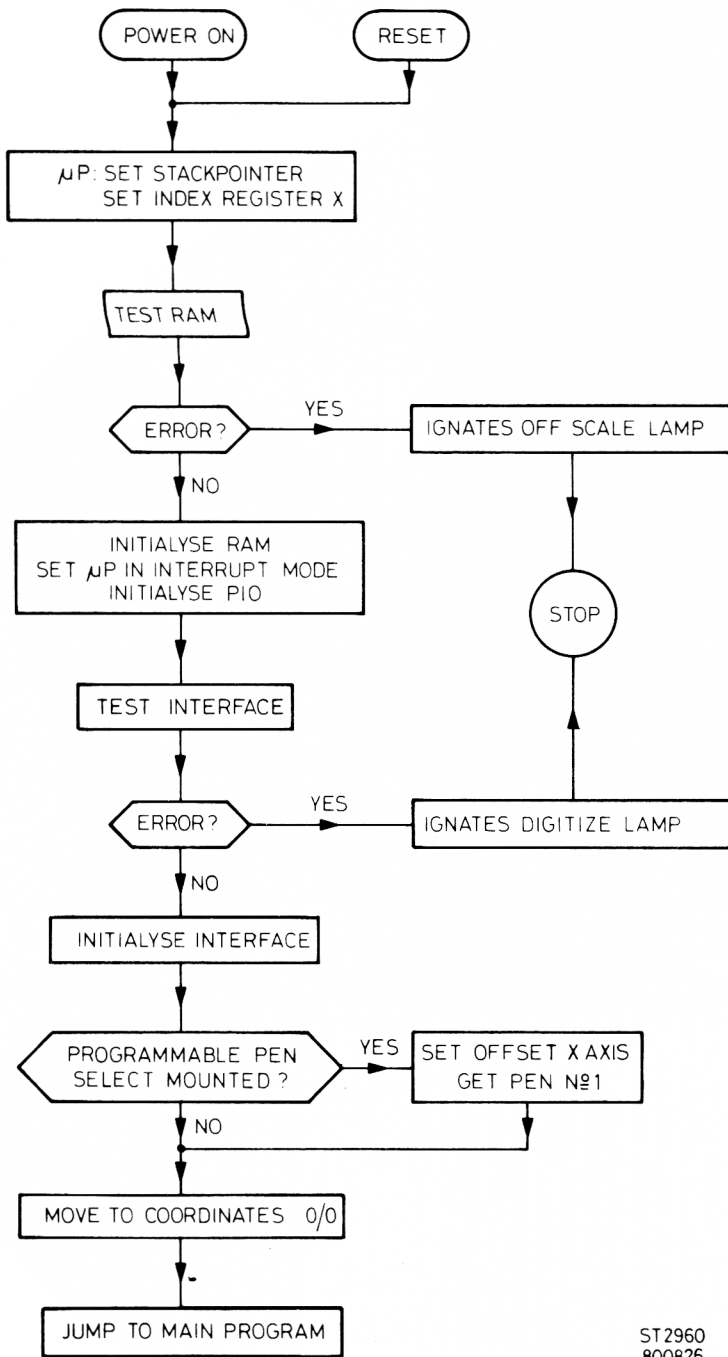 POWER ON
RESET
µP: SET STACKPOINTER
SET INDEX REGISTER X
TEST RAM
ERROR?
YES
IGNATES OFF SCALE LAMP
NO
INITIALYSE RAM
SET µP IN INTERRUPT MODE
INITIALYSE PIO
STOP
TEST INTERFACE
ERROR?
YES
IGNATES DIGITIZE LAMP
NO
INITIALYSE INTERFACE
PROGRAMMABLE PEN
SELECT MOUNTED?
YES
SET OFFSET X AXIS
GET PEN Nº1
NO
MOVE TO COORDINATES 0/0
JUMP TO MAIN PROGRAM
ST2960
800826